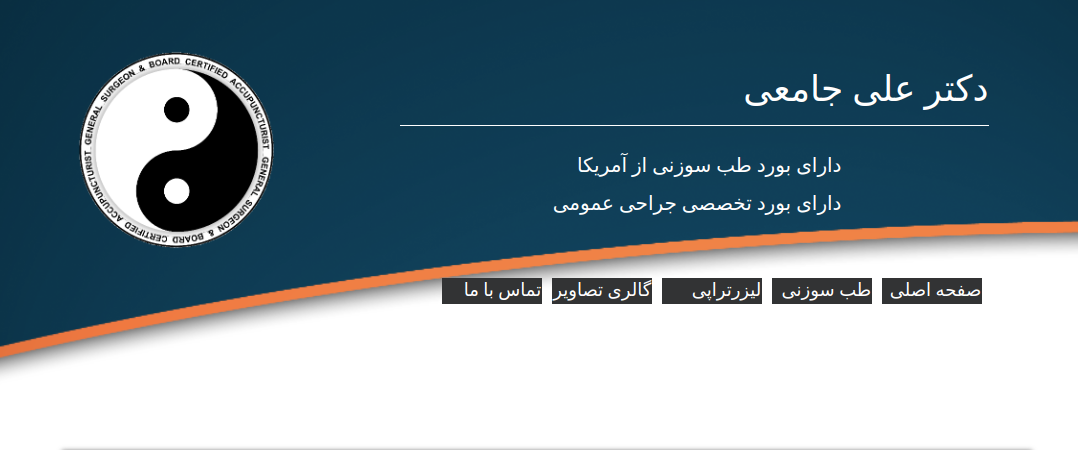 دکتر علی جامعی
دارای بورد طب سوزنی از آمریکا
دارای بورد تخصصی جراحی عمومی
GENERAL SURGEON & BOARD CERTIFIED ACCUPUNCTURIST GENERAL SURGEON & BOARD CERTIFIED ACCUPUNCTURIST
صفحه اصلی طب سوزنی لیزرتراپی گالری تصاویر تماس با ما